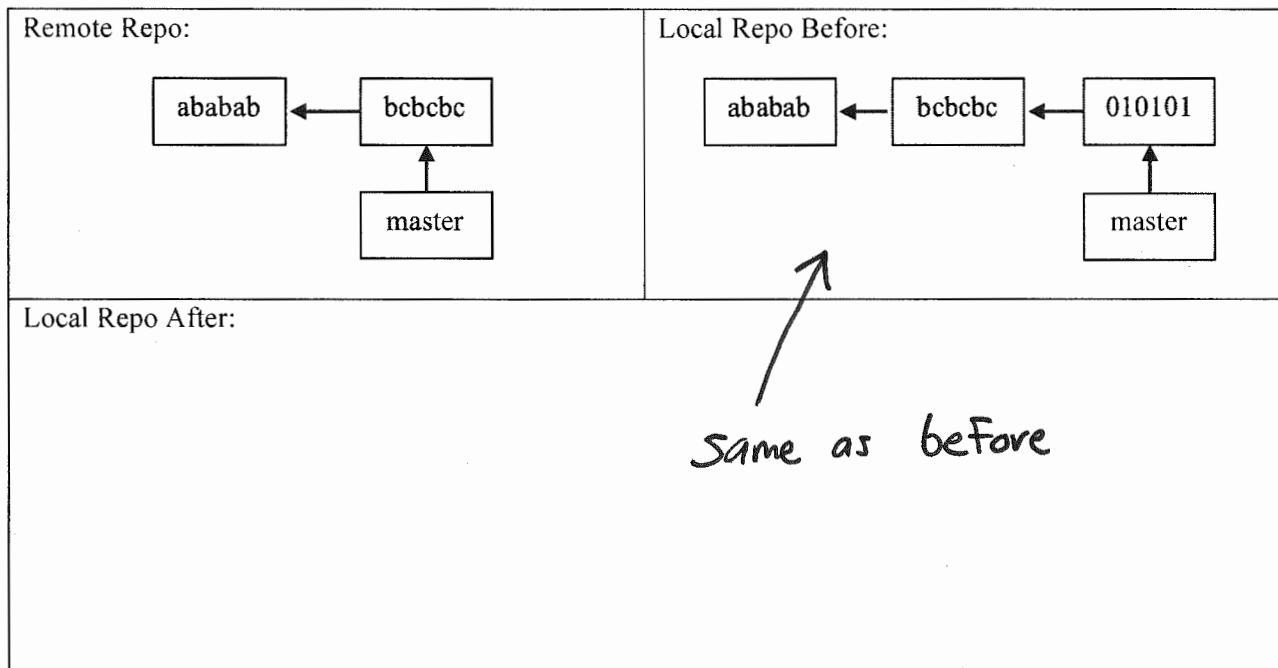 Remote Repo:
ababab
bcbcbc
master
Local Repo Before:
ababab
bcbcbc
010101
master
Local Repo After:
same as before